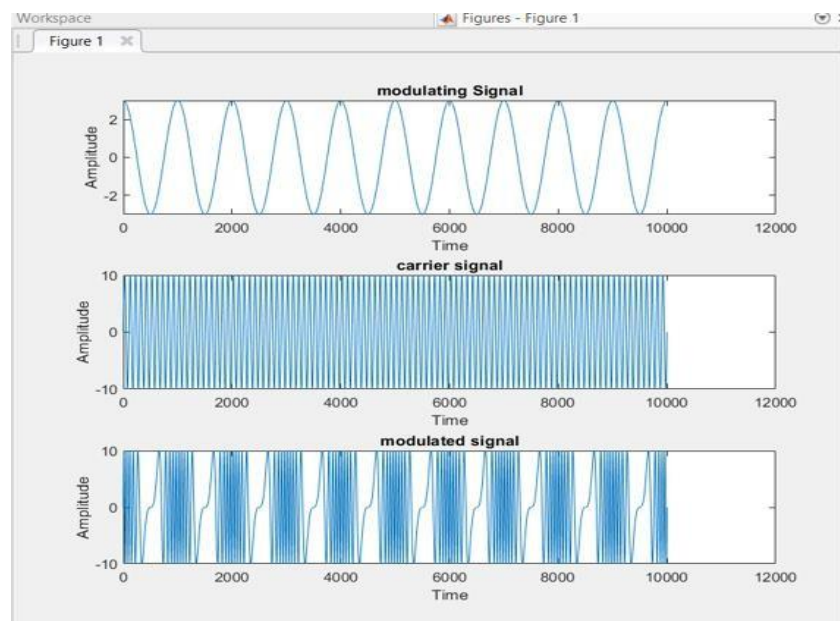 Workspace
Figures - Figure 1
Figure 1
modulating Signal
2
0
-2
Amplitude
0 2000 4000 6000 8000 10000 12000
Time
carrier signal
10
0
-10
Amplitude
0 2000 4000 6000 8000 10000 12000
Time
modulated signal
10
0
-10
Amplitude
0 2000 4000 6000 8000 10000 12000
Time